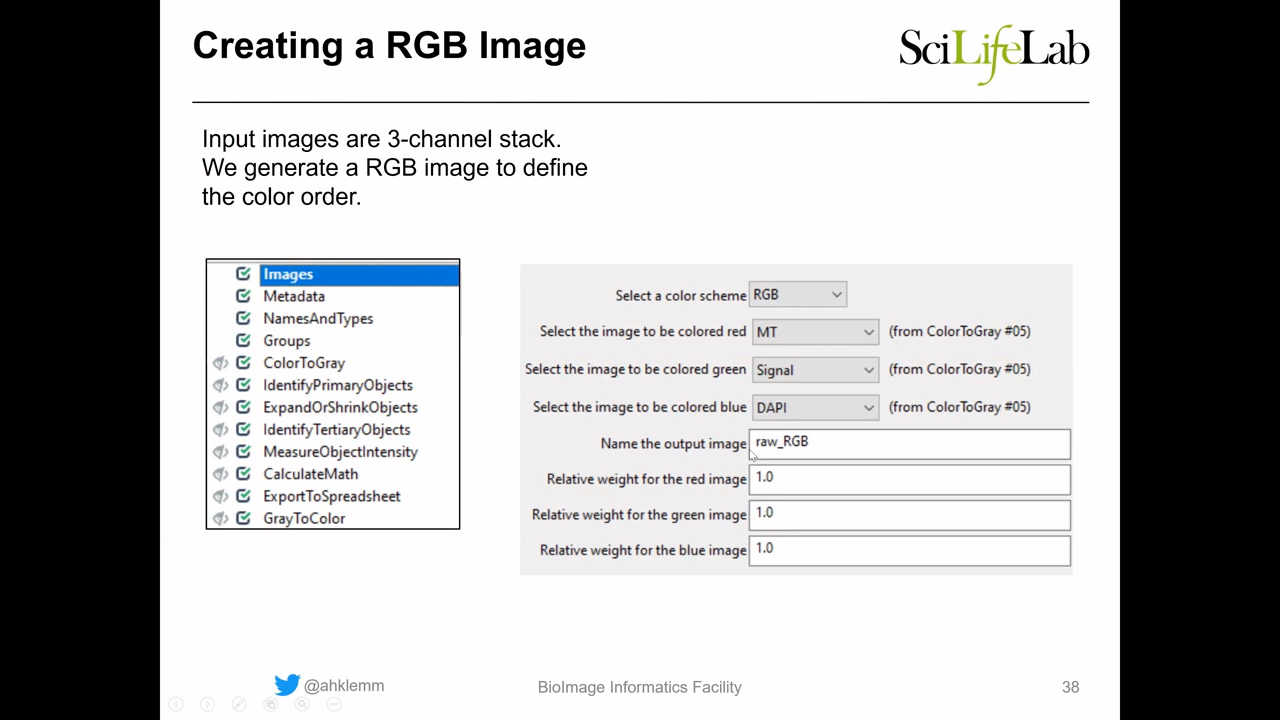 Creating a RGB Image
SciLifeLab
Input images are 3-channel stack.
We generate a RGB image to define
the color order.
Images
Metadata
NamesAndTypes
Groups
ColorToGray
IdentifyPrimaryObjects
ExpandOrShrinkObjects
IdentifyTertiaryObjects
MeasureObjectIntensity
CalculateMath
ExportToSpreadsheet
GrayToColor
Select a color scheme RGB
Select the image to be colored red MT (from ColorToGray #05)
Select the image to be colored green Signal (from ColorToGray #05)
Select the image to be colored blue DAPI (from ColorToGray #05)
Name the output image raw_RGB
Relative weight for the red image 1.0
Relative weight for the green image 1.0
Relative weight for the blue image 1.0
@ahklemm
BioImage Informatics Facility
38